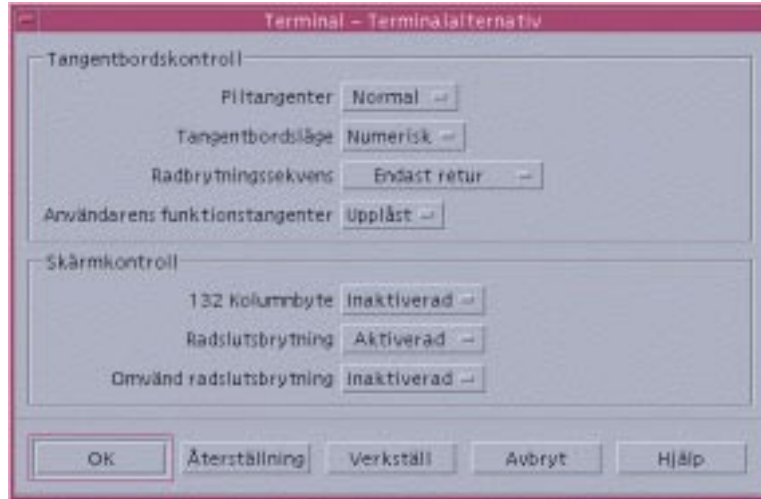 Terminal – Terminalalternativ
Tangentbordskontroll
Piltangenter Normal
Tangentbordsläge Numerisk
Radbrytningssekvens Endast retur
Användarens funktionstangenter Upplåst
Skärmkontroll
132 Kolumnbyte Inaktiverad
Radslutsbrytning Aktiverad
Omvänd radslutsbrytning Inaktiverad
OK Återställning Verkställ Avbryt Hjälp